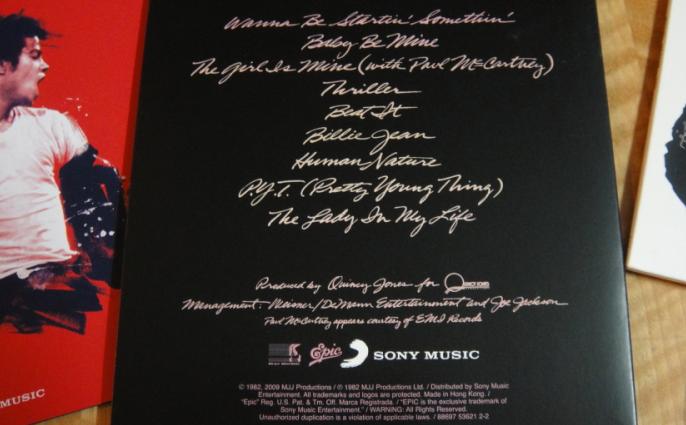 Wanna Be Startin' Somethin'
Baby Be Mine
The Girl Is Mine (with Paul McCartney)
Thriller
Beat It
Billie Jean
Human Nature
P.Y.T. (Pretty Young Thing)
The Lady In My Life
Produced by Quincy Jones for
QUINCY JONES
Management: Weisner/DeMann Entertainment and Joe Jackson
Paul McCartney appears courtesy of EMI Records
Epic SONY MUSIC
© 1982, 2009 MJJ Productions / ℗ 1982 MJJ Productions Ltd. / Distributed by Sony Music
Entertainment. All trademarks and logos are protected. Made in Hong Kong. /
"Epic" Reg. U.S. Pat. & Tm. Off. Marca Registrada. / "EPIC is the exclusive trademark of
Sony Music Entertainment." / WARNING: All Rights Reserved.
Unauthorized duplication is a violation of applicable laws. / 88697 53621 2-2
MUSIC